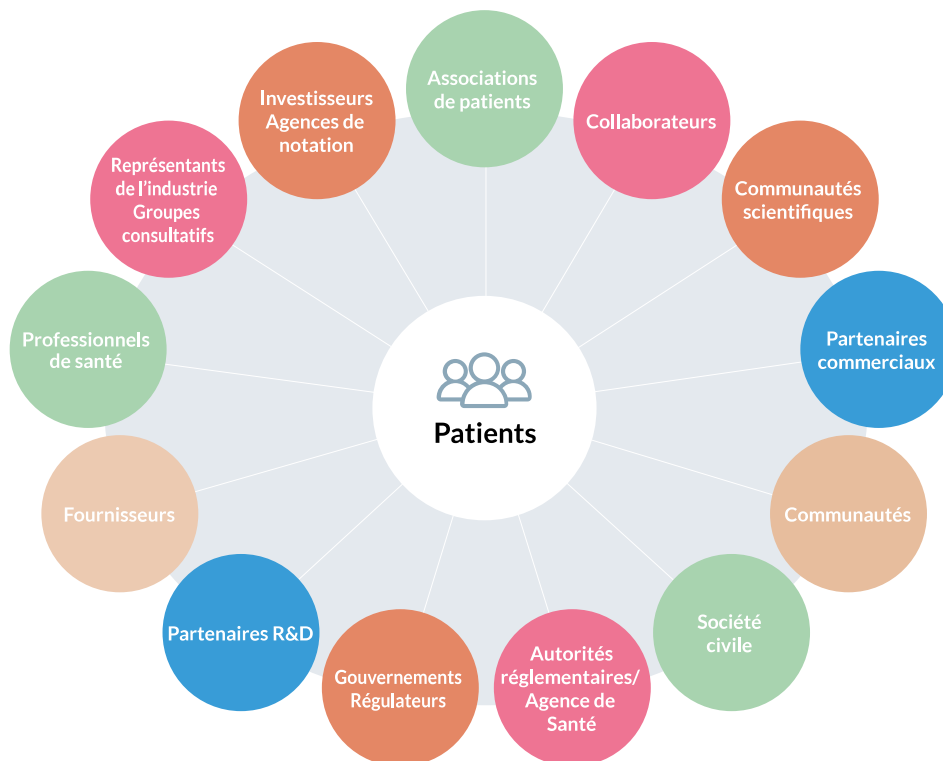 Associations
de patients
Collaborateurs
Communautés
scientifiques
Partenaires
commerciaux
Communautés
Société
civile
Autorités
réglementaires/
Agence de
Santé
Gouvernements
Régulateurs
Partenaires R&D
Fournisseurs
Professionnels
de santé
Représentants
de l’industrie
Groupes
consultatifs
Investisseurs
Agences de
notation
Patients